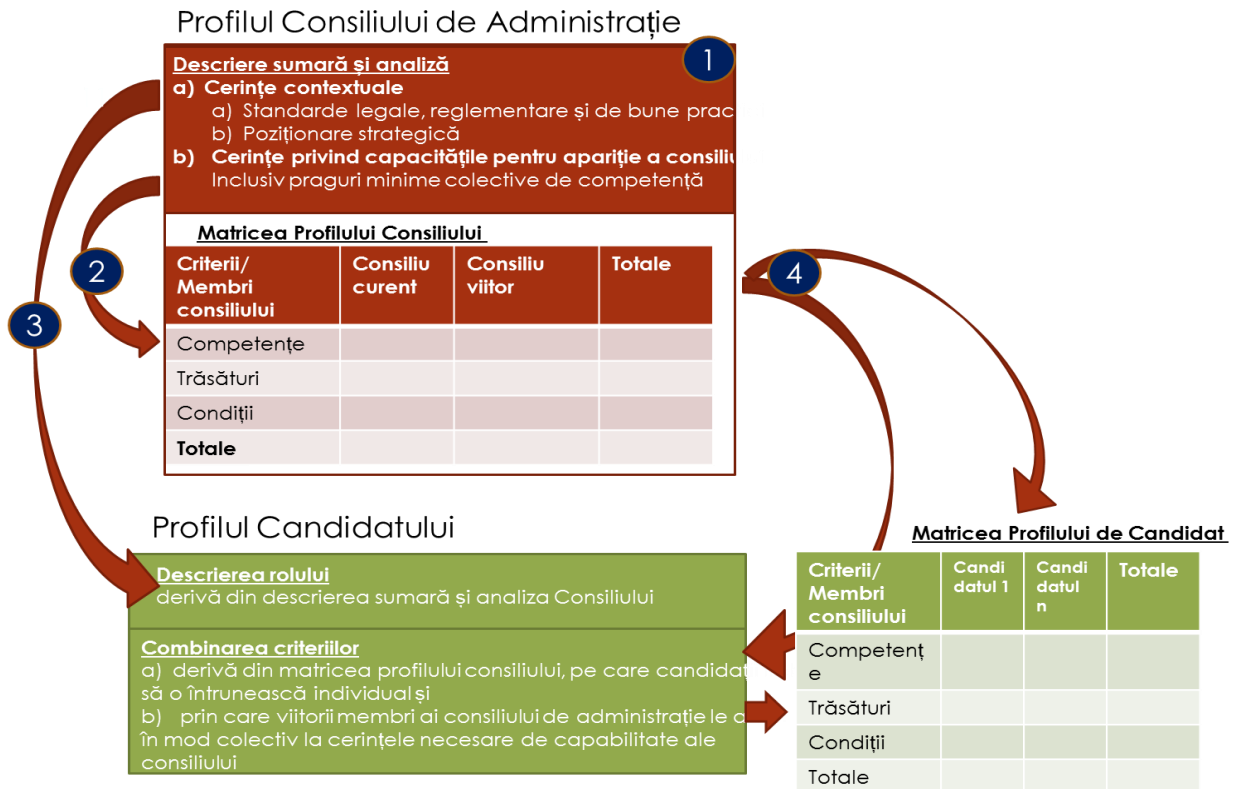 Profilul Consiliului de Administrație
1
Descriere sumară și analiză
a) Cerințe contextuale
a) Standarde legale, reglementare și de bune prac
b) Poziționare strategică
b) Cerințe privind capacitățile pentru apariție a consiliu
Inclusiv praguri minime colective de competență
Matricea Profilului Consiliului
Criterii/ Consiliu Consiliu Totale
Membri curent viitor
consiliului
Competențe
Trăsături
Condiții
Totale
2
3
4
Profilul Candidatului
Descrierea rolului
derivă din descrierea sumară și analiza Consiliului
Combinarea criteriilor
a) derivă din matricea profilului consiliului, pe care candidaț
să o întrunească individual și
b) prin care viitorii membri ai consiliului de administrație le
în mod colectiv la cerințele necesare de capabilitate ale
consiliului
Matricea Profilului de Candidat
Criterii/ Candi Candi Totale
Membri datul 1 datul
consiliului n
Competenț
e
Trăsături
Condiții
Totale